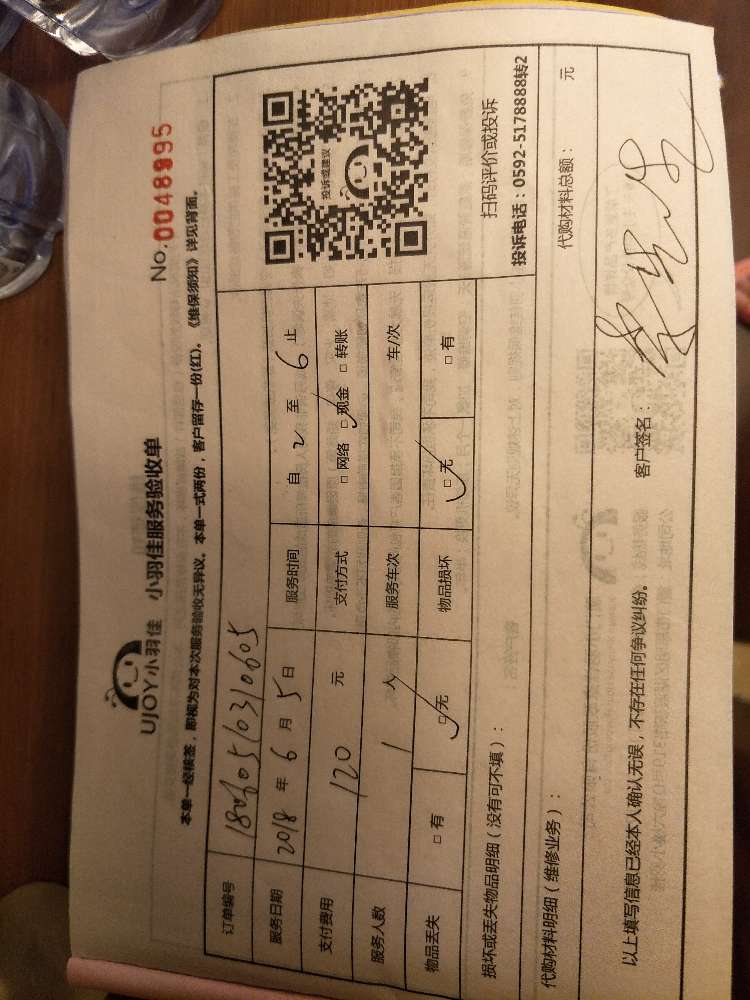 UJOY小羽佳 小羽佳服务验收单
No.0048995
本单一经核签，即视为对本次服务验收无异议。本单一式两份，客户留存一份(红)。《维保须知》详见背面。
订单编号
服务日期 2018 年 6 月 5 日 服务时间 自 2 至 6 止
支付费用 120 元 支付方式 □ 网络 □ 现金 □ 转账
服务人数 1 人 服务车次 车/次
物品丢失 □ 有 □ 无 物品损坏 □ 无 □ 有
投诉或建议
扫码评价或投诉
投诉电话：0592-5178888转2
损坏或丢失物品明细（没有可不填）：
代购材料明细（维修业务）： 代购材料总额： 元
以上填写信息已经本人确认无误，不存在任何争议纠纷。 客户签名：